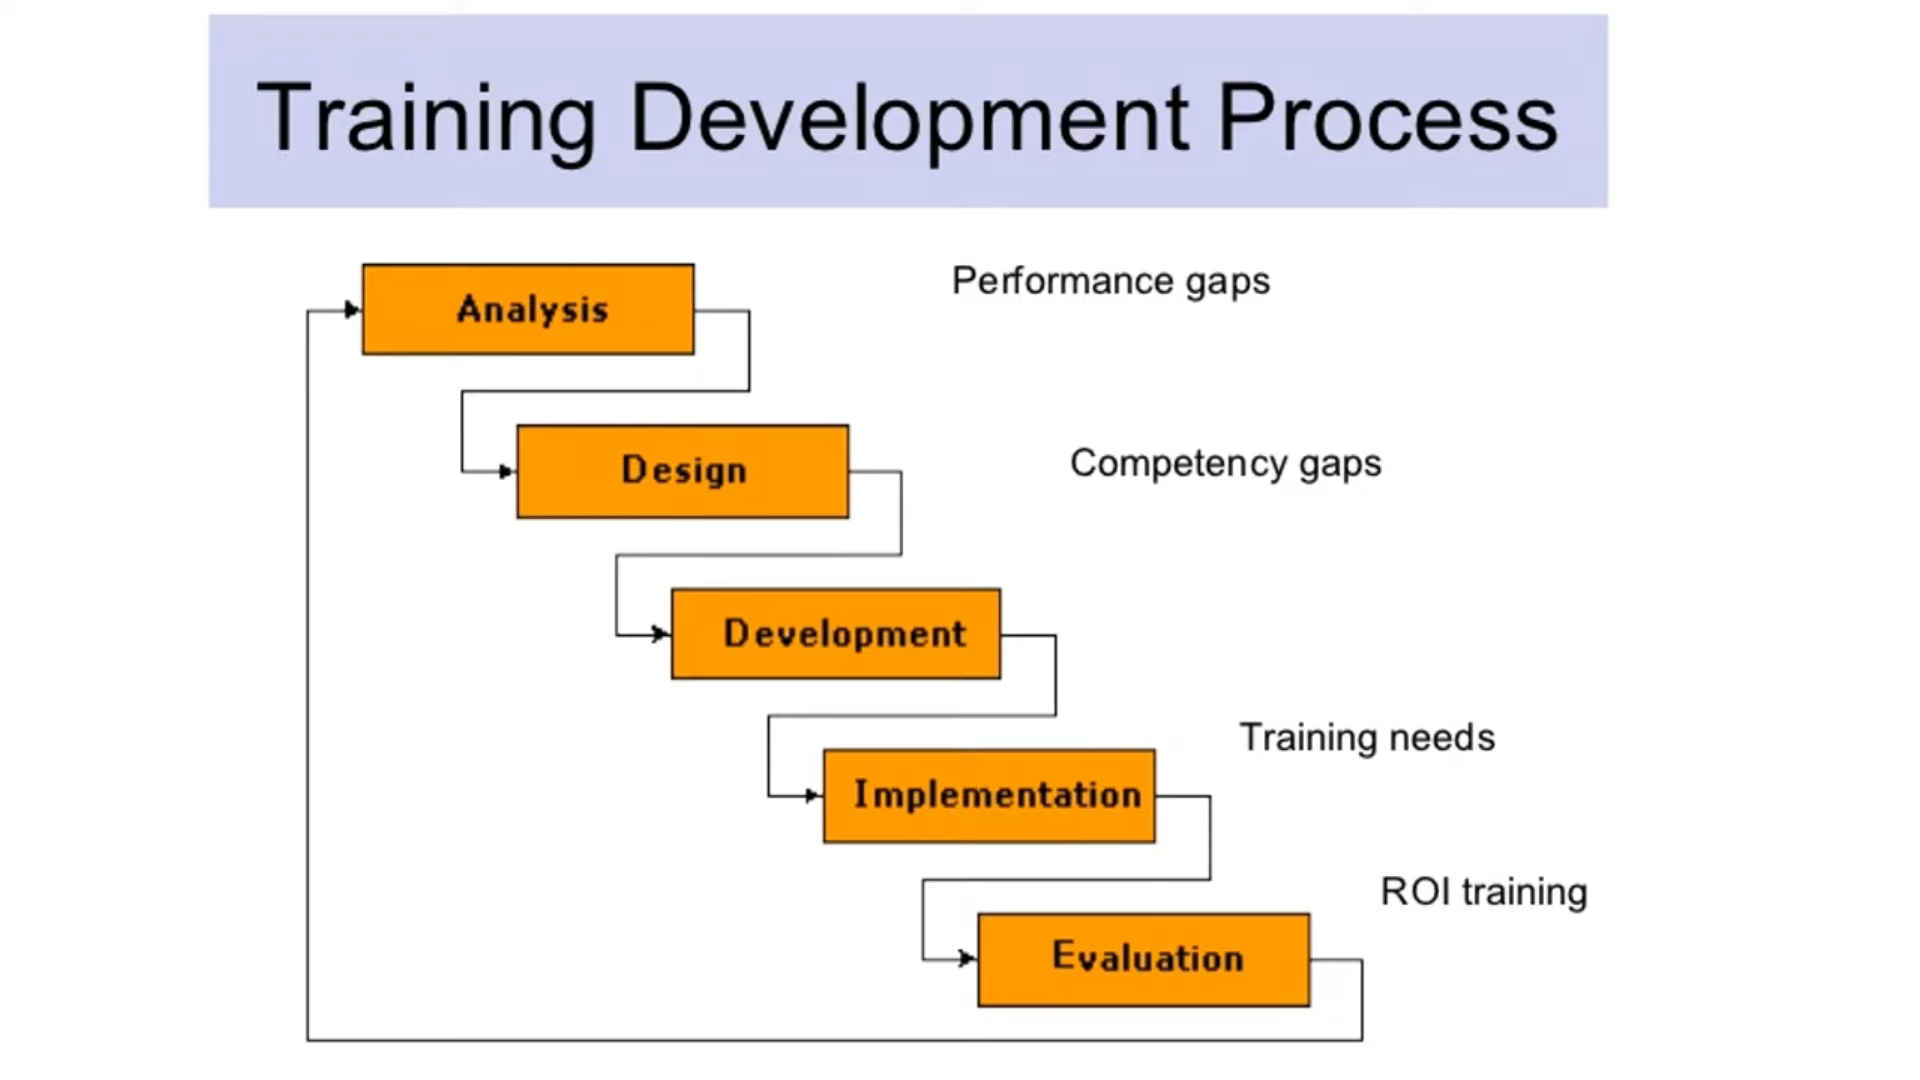 Training Development Process
Analysis
Performance gaps
Design
Competency gaps
Development
Training needs
Implementation
ROI training
Evaluation